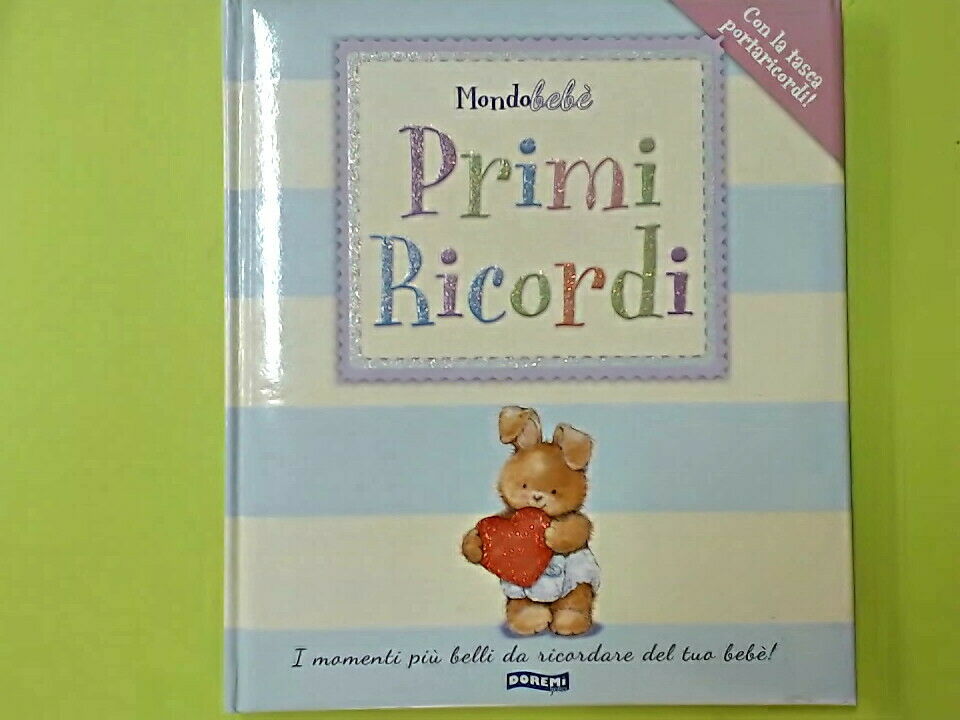 Con la tasca
portaricordi!
Mondobebè
Primi
Ricordi
I momenti più belli da ricordare del tuo bebè!
DOREMi